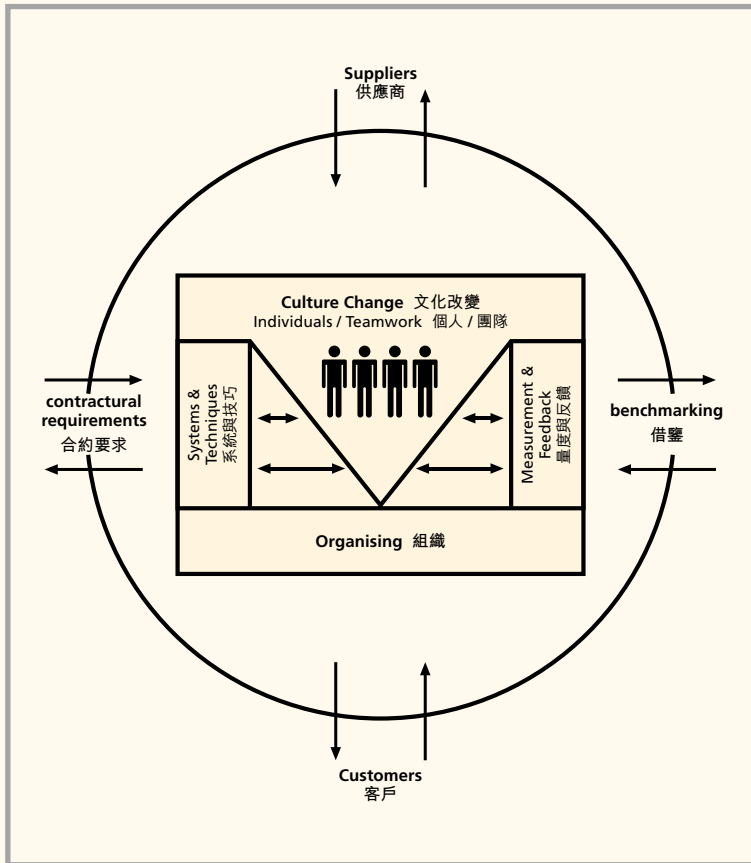 Suppliers
供應商
Culture Change 文化改變
Individuals / Teamwork 個人 / 團隊
Systems &
Techniques
系統與技巧
Measurement &
Feedback
量度與反饋
contractural
requirements
合約要求
benchmarking
借鑒
Organising 組織
Customers
客戶